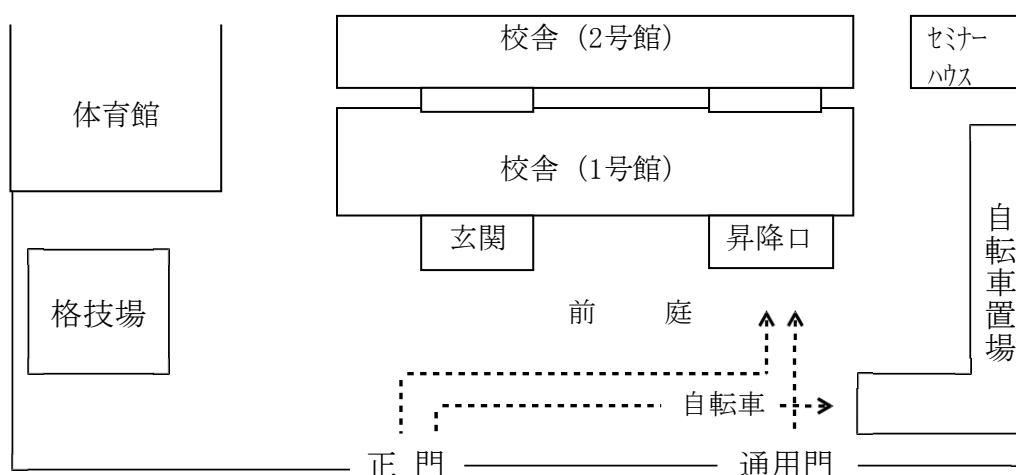 校舎（2号館）
セミナー
ハウス
体育館
校舎（1号館）
自転車置場
玄関
昇降口
格技場
前　庭
自転車
正　門
通用門